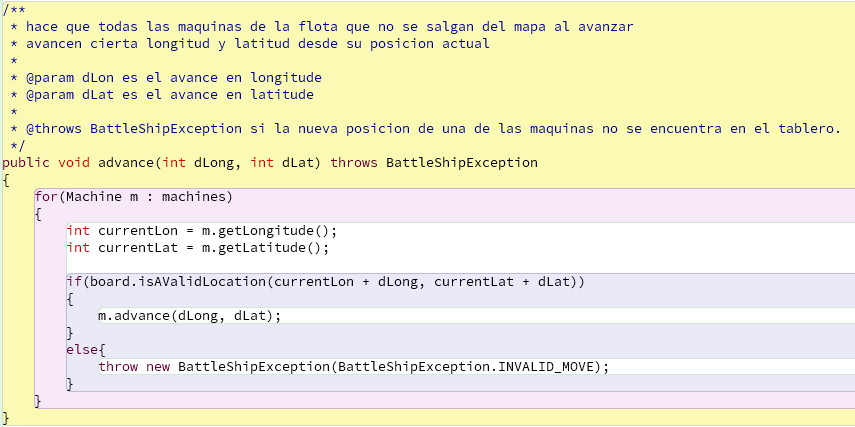 /**
 * hace que todas las maquinas de la flota que no se salgan del mapa al avanzar
 * avancen cierta longitud y latitud desde su posicion actual
 *
 * @param dLon es el avance en longitude
 * @param dLat es el avance en latitude
 *
 * @throws BattleShipException si la nueva posicion de una de las maquinas no se encuentra en el tablero.
 */
public void advance(int dLong, int dLat) throws BattleShipException
{
    for(Machine m : machines)
    {
        int currentLon = m.getLongitude();
        int currentLat = m.getLatitude();

        if(board.isAValidLocation(currentLon + dLong, currentLat + dLat))
        {
            m.advance(dLong, dLat);
        }
        else{
            throw new BattleShipException(BattleShipException.INVALID_MOVE);
        }
    }
}